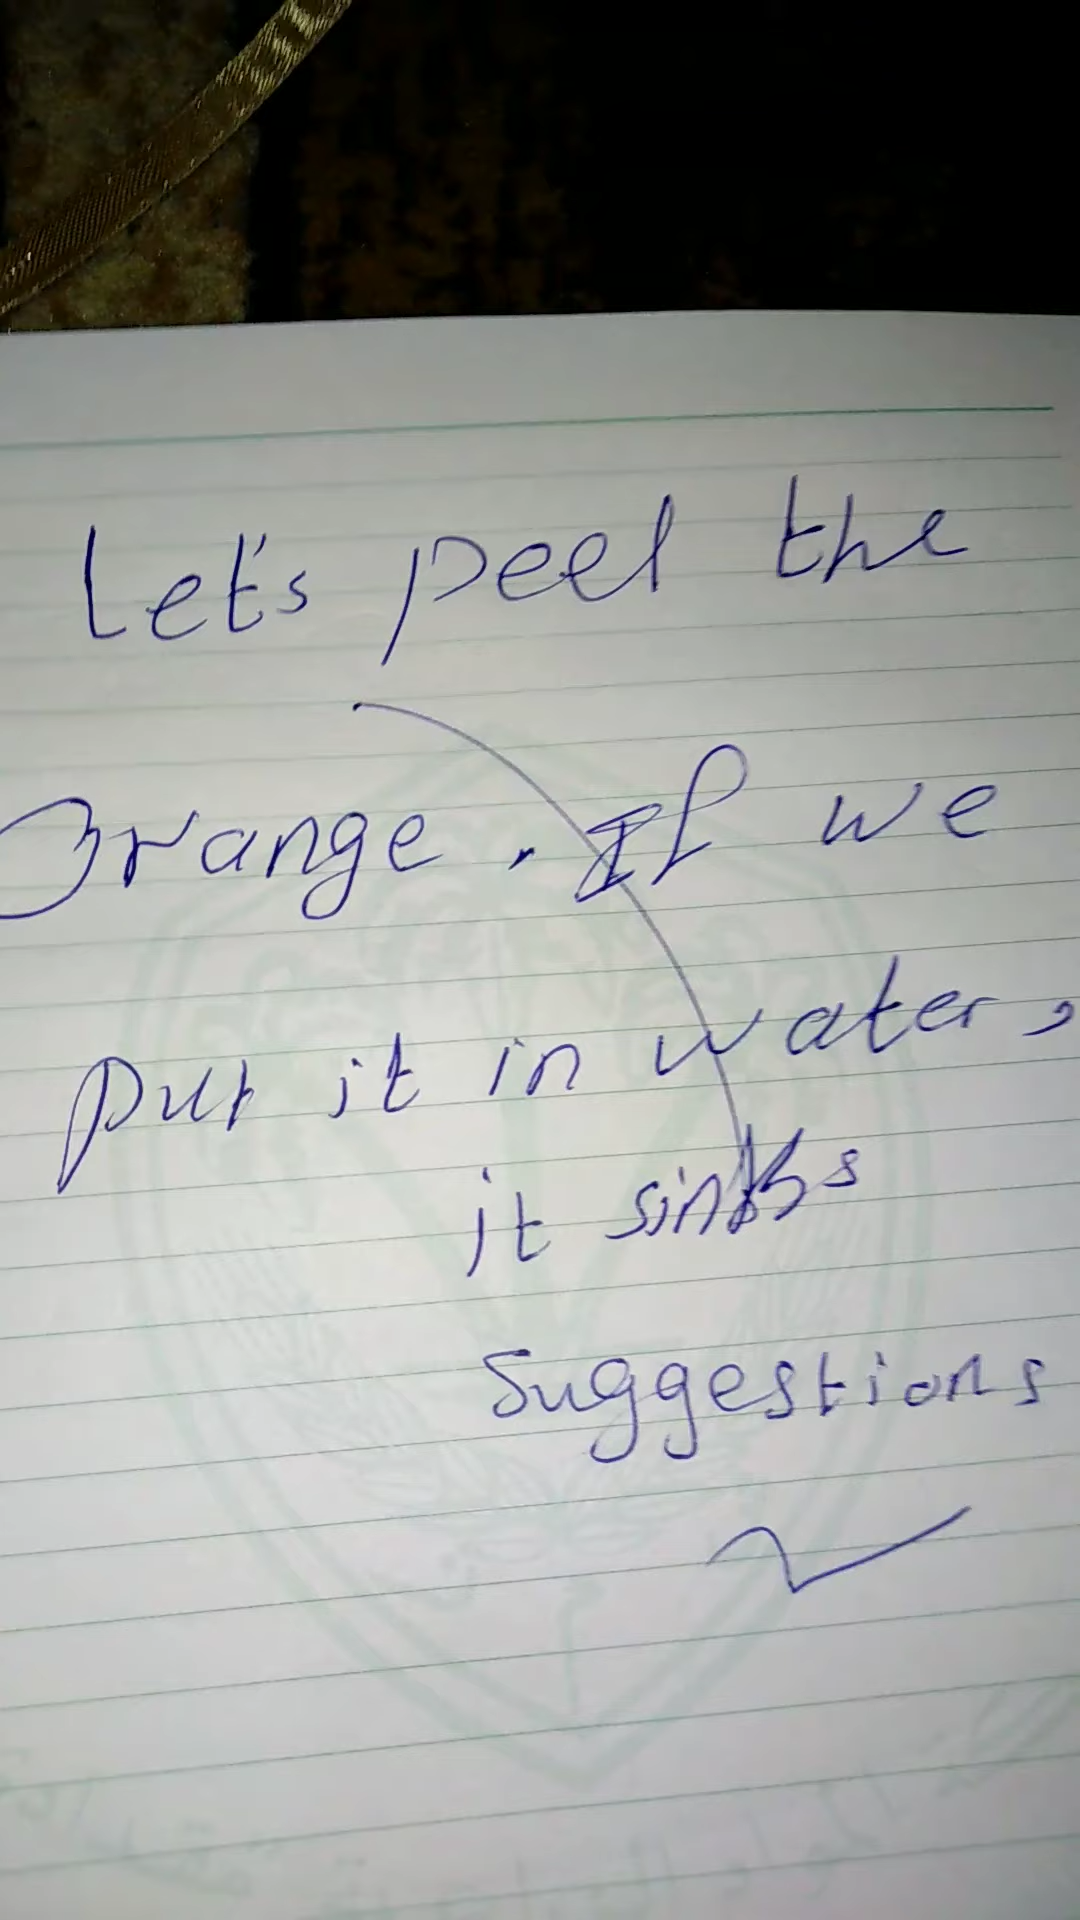 Let's peel the
Orange. If we
put it in water,
it sinks
Suggestions